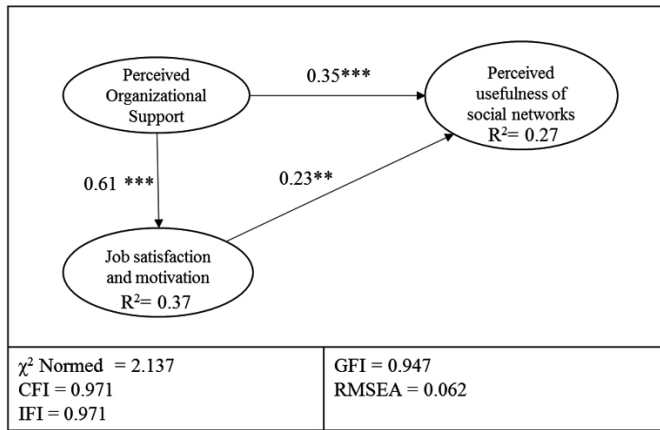 Perceived
Organizational
Support
0.35***
Perceived
usefulness of
social networks
R²= 0.27
0.61 ***
0.23**
Job satisfaction
and motivation
R²= 0.37
χ² Normed = 2.137
CFI = 0.971
IFI = 0.971
GFI = 0.947
RMSEA = 0.062